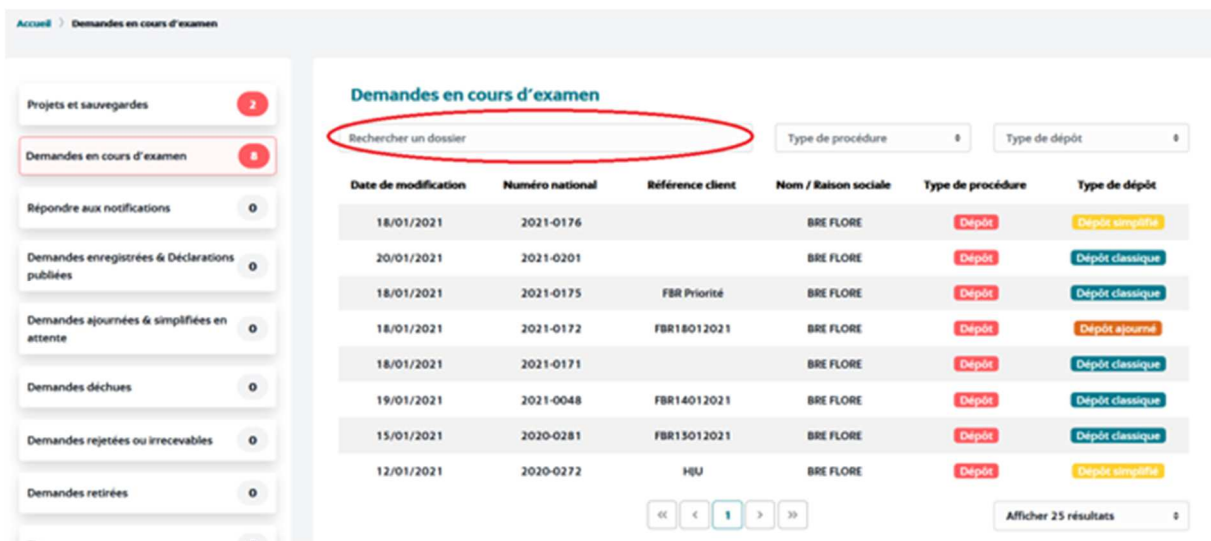 Accueil > Demandes en cours d'examen
Projets et sauvegardes 2
Demandes en cours d'examen 8
Répondre aux notifications 0
Demandes enregistrées & Déclarations
publiées 0
Demandes ajournées & simplifiées en
attente 0
Demandes déchues 0
Demandes rejetées ou irrecevables 0
Demandes retirées 0
Demandes en cours d'examen
Rechercher un dossier Type de procédure Type de dépôt
Date de modification Numéro national Référence client Nom / Raison sociale Type de procédure Type de dépôt
18/01/2021 2021-0176 BRE FLORE Dépôt Dépôt simplifié
20/01/2021 2021-0201 BRE FLORE Dépôt Dépôt classique
18/01/2021 2021-0175 FBR Priorité BRE FLORE Dépôt Dépôt classique
18/01/2021 2021-0172 FBR18012021 BRE FLORE Dépôt Dépôt ajourné
18/01/2021 2021-0171 BRE FLORE Dépôt Dépôt classique
19/01/2021 2021-0048 FBR14012021 BRE FLORE Dépôt Dépôt classique
15/01/2021 2020-0281 FBR13012021 BRE FLORE Dépôt Dépôt classique
12/01/2021 2020-0272 HJU BRE FLORE Dépôt Dépôt simplifié
« < 1 > » Afficher 25 résultats